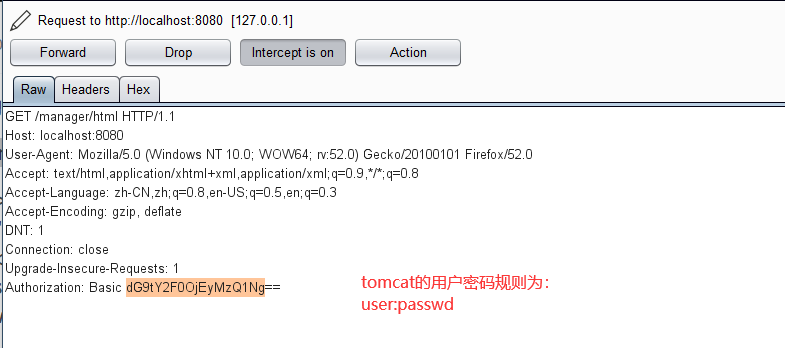 Request to http://localhost:8080 [127.0.0.1]
Forward Drop Intercept is on Action
Raw Headers Hex
GET /manager/html HTTP/1.1
Host: localhost:8080
User-Agent: Mozilla/5.0 (Windows NT 10.0; WOW64; rv:52.0) Gecko/20100101 Firefox/52.0
Accept: text/html,application/xhtml+xml,application/xml;q=0.9,*/*;q=0.8
Accept-Language: zh-CN,zh;q=0.8,en-US;q=0.5,en;q=0.3
Accept-Encoding: gzip, deflate
DNT: 1
Connection: close
Upgrade-Insecure-Requests: 1
Authorization: Basic dG9tY2F0OjEyMzQ1Ng==
tomcat的用户密码规则为：
user:passwd